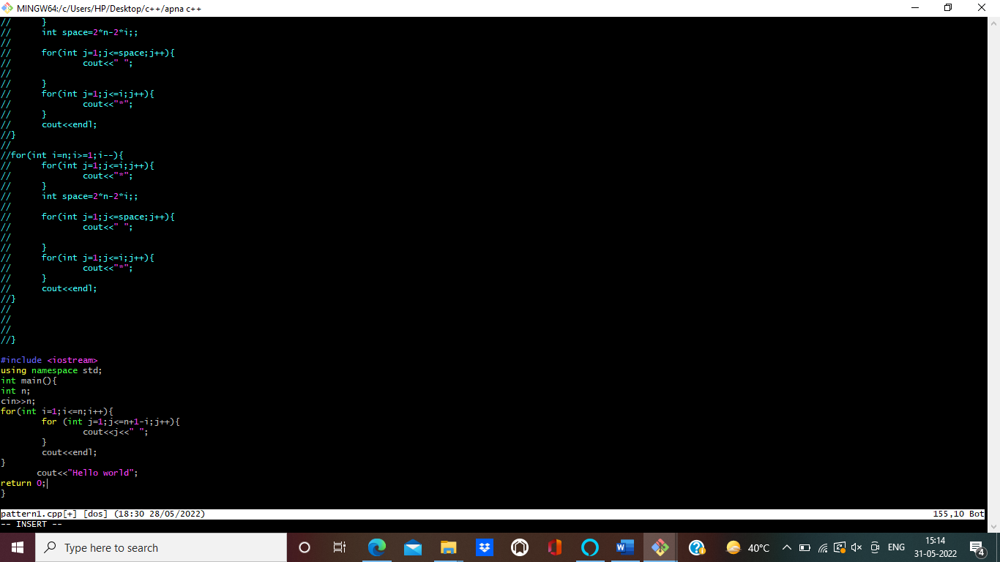 MINGW64:/c/Users/HP/Desktop/c++/apna c++
//      }
//      int space=2*n-2*i;;
//
//      for(int j=1;j<=space;j++){
//              cout<<" ";
//
//      }
//      for(int j=1;j<=i;j++){
//              cout<<"*";
//      }
//      cout<<endl;
//}
//
//for(int i=n;i>=1;i--){
//      for(int j=1;j<=i;j++){
//              cout<<"*";
//      }
//      int space=2*n-2*i;;
//
//      for(int j=1;j<=space;j++){
//              cout<<" ";
//
//      }
//      for(int j=1;j<=i;j++){
//              cout<<"*";
//      }
//      cout<<endl;
//}
//
//
//
//}
#include <iostream>
using namespace std;
int main(){
int n;
cin>>n;
for(int i=1;i<=n;i++){
        for (int j=1;j<=n+1-i;j++){
                cout<<j<<" ";
        }
        cout<<endl;
}
       cout<<"Hello world";
return 0;
}
pattern1.cpp[+] [dos] (18:30 28/05/2022) 155,10 Bot
-- INSERT --
Type here to search
40°C
ENG
15:14
31-05-2022
4